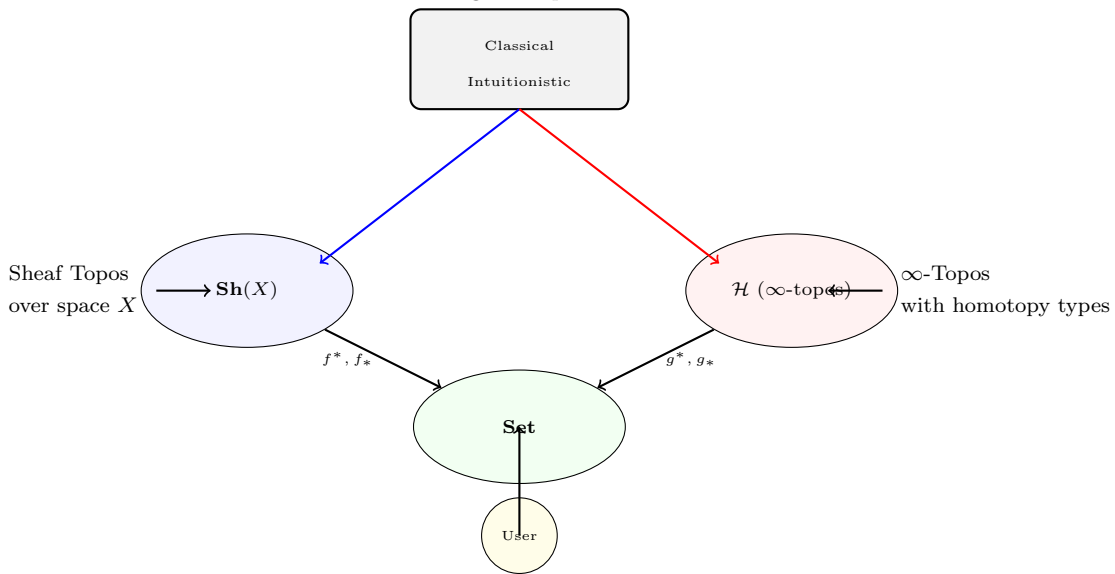 Classical
Intuitionistic
Sheaf Topos
over space X
Sh(X)
ℋ (∞-topos)
∞-Topos
with homotopy types
f*, f∗
g*, g∗
Set
User